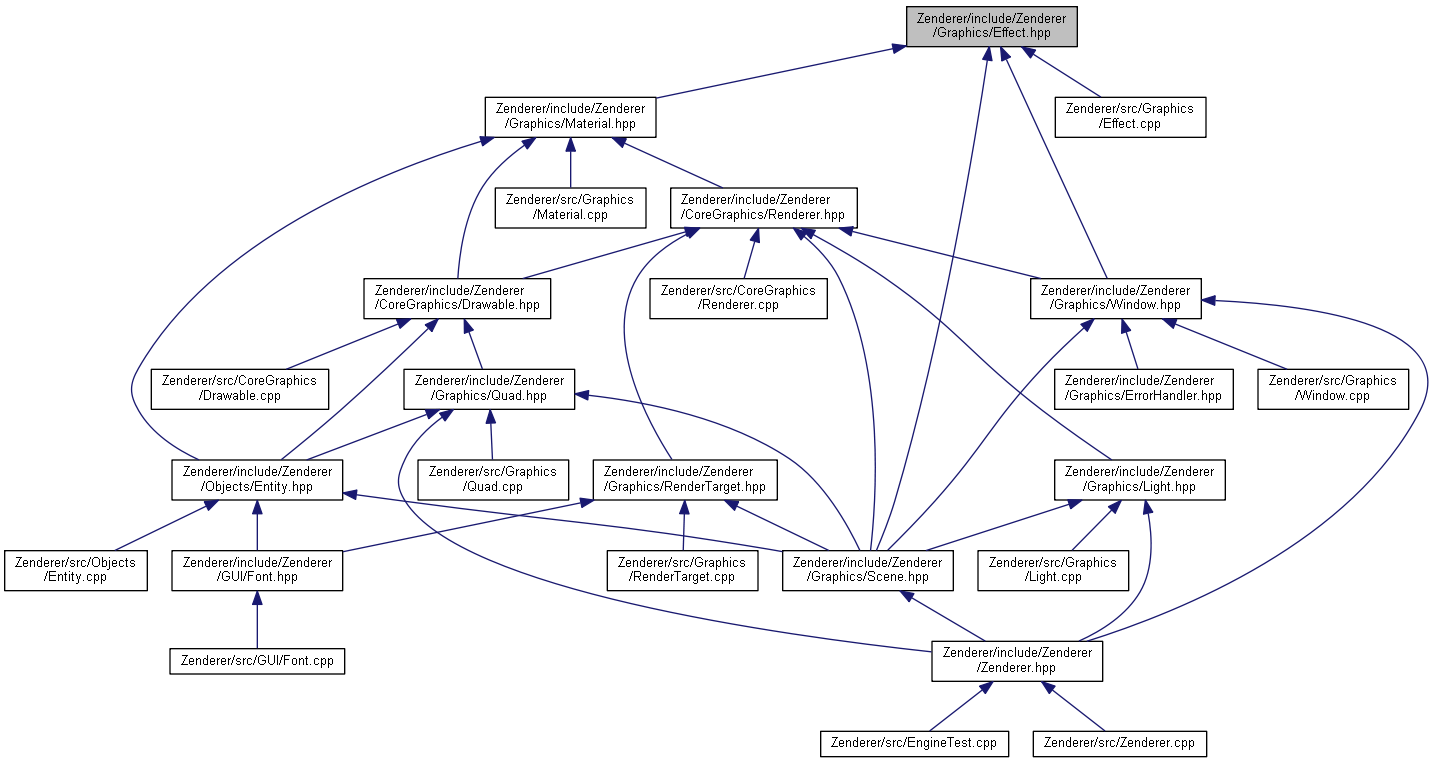 Zenderer/include/Zenderer
/Graphics/Effect.hpp
Zenderer/include/Zenderer
/Graphics/Material.hpp
Zenderer/src/Graphics
/Effect.cpp
Zenderer/src/Graphics
/Material.cpp
Zenderer/include/Zenderer
/CoreGraphics/Renderer.hpp
Zenderer/include/Zenderer
/CoreGraphics/Drawable.hpp
Zenderer/src/CoreGraphics
/Renderer.cpp
Zenderer/include/Zenderer
/Graphics/Window.hpp
Zenderer/src/CoreGraphics
/Drawable.cpp
Zenderer/include/Zenderer
/Graphics/Quad.hpp
Zenderer/include/Zenderer
/Graphics/ErrorHandler.hpp
Zenderer/src/Graphics
/Window.cpp
Zenderer/include/Zenderer
/Objects/Entity.hpp
Zenderer/src/Graphics
/Quad.cpp
Zenderer/include/Zenderer
/Graphics/RenderTarget.hpp
Zenderer/include/Zenderer
/Graphics/Light.hpp
Zenderer/src/Objects
/Entity.cpp
Zenderer/include/Zenderer
/GUI/Font.hpp
Zenderer/src/Graphics
/RenderTarget.cpp
Zenderer/include/Zenderer
/Graphics/Scene.hpp
Zenderer/src/Graphics
/Light.cpp
Zenderer/src/GUI/Font.cpp
Zenderer/include/Zenderer
/Zenderer.hpp
Zenderer/src/EngineTest.cpp
Zenderer/src/Zenderer.cpp